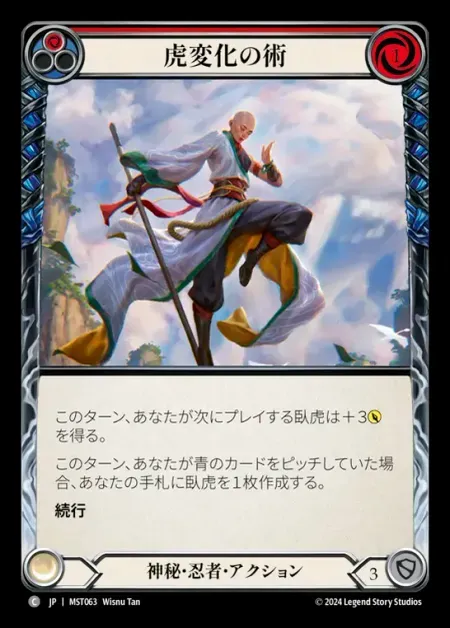 1
虎変化の術
このターン、あなたが次にプレイする臥虎は+3
を得る。
このターン、あなたが青のカードをピッチしていた場
合、あなたの手札に臥虎を1枚作成する。
続行
神秘・忍者・アクション
3
C JP | MST063 Wisnu Tan
© 2024 Legend Story Studios